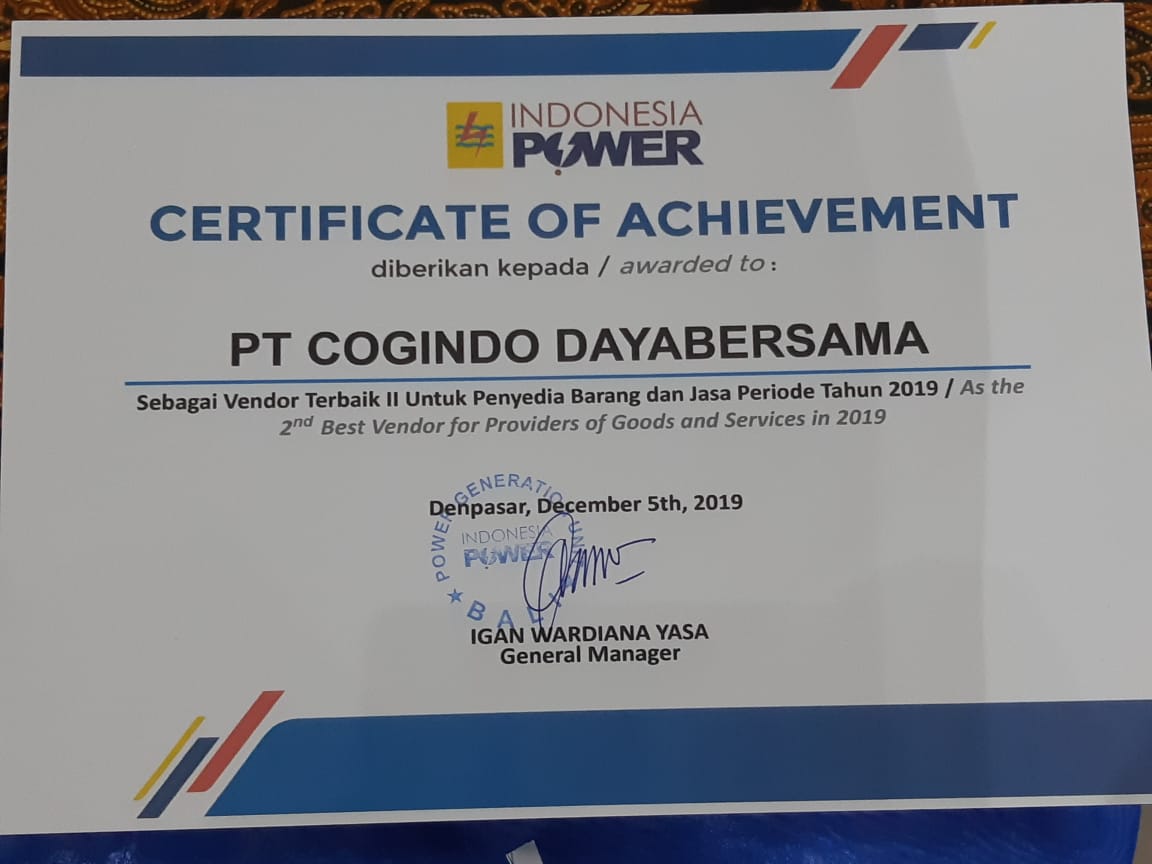 INDONESIA
POWER
CERTIFICATE OF ACHIEVEMENT
diberikan kepada / awarded to :
PT COGINDO DAYABERSAMA
Sebagai Vendor Terbaik II Untuk Penyedia Barang dan Jasa Periode Tahun 2019 / As the
2nd Best Vendor for Providers of Goods and Services in 2019
Denpasar, December 5th, 2019
POWER GENERATION UNIT
INDONESIA
POWER
BALI
IGAN WARDIANA YASA
General Manager